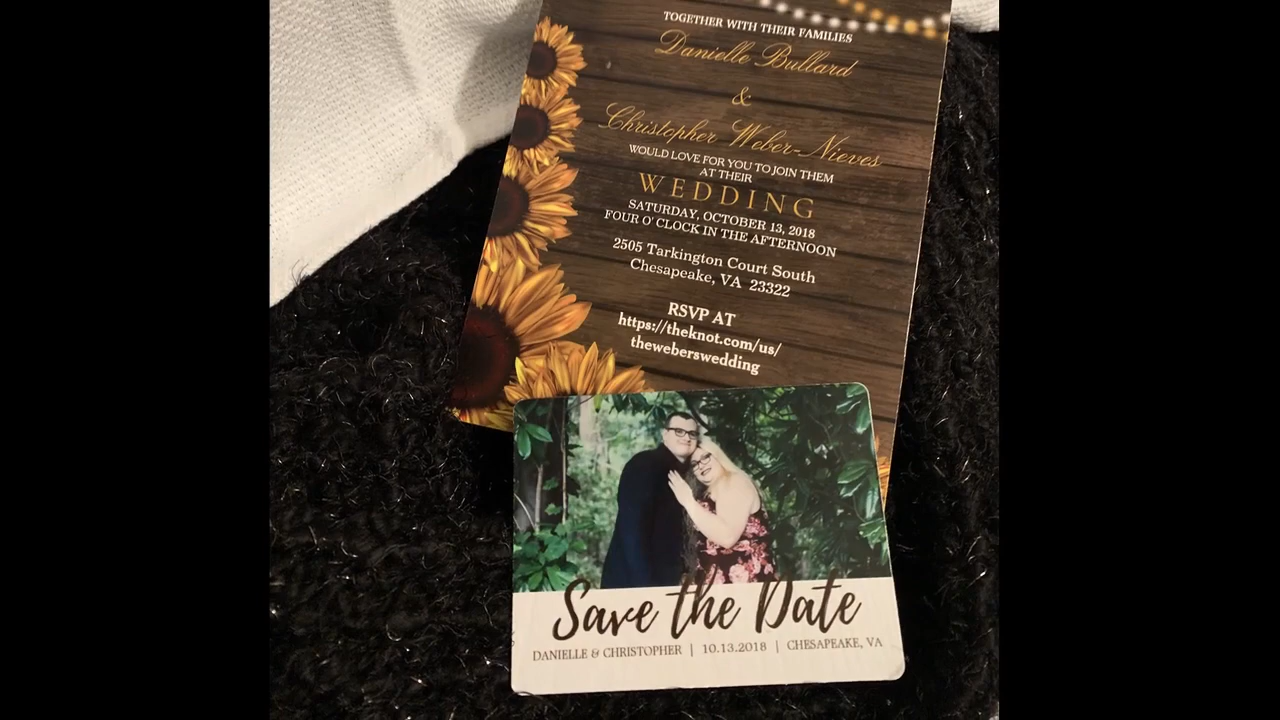 TOGETHER WITH THEIR FAMILIES
Danielle Bullard
&
Christopher Weber-Nieves
WOULD LOVE FOR YOU TO JOIN THEM
AT THEIR
WEDDING
SATURDAY, OCTOBER 13, 2018
FOUR O' CLOCK IN THE AFTERNOON
2505 Tarkington Court South
Chesapeake, VA 23322
RSVP AT
https://theknot.com/us/
theweberswedding
Save the Date
DANIELLE & CHRISTOPHER | 10.13.2018 | CHESAPEAKE, VA